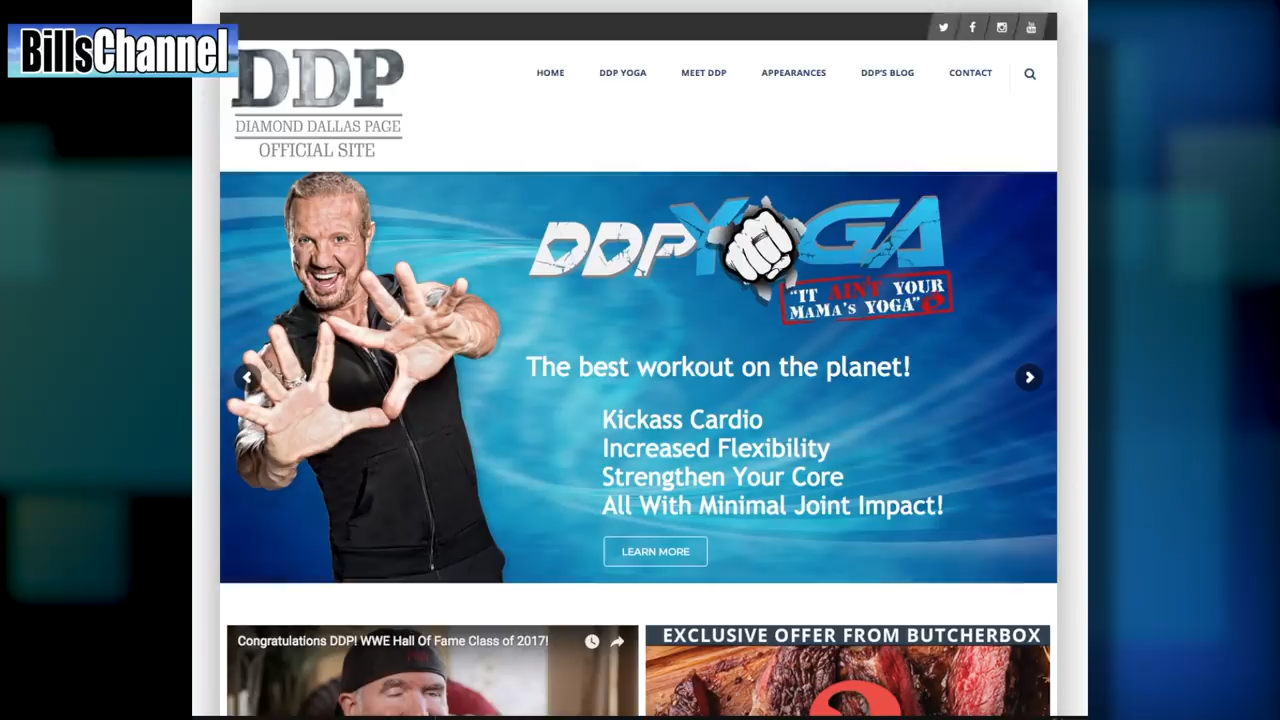 BillsChannel
DDP
DIAMOND DALLAS PAGE
OFFICIAL SITE
HOME
DDP YOGA
MEET DDP
APPEARANCES
DDP'S BLOG
CONTACT
DDPYOGA
"IT AIN'T YOUR
MAMA'S YOGA"
The best workout on the planet!
Kickass Cardio
Increased Flexibility
Strengthen Your Core
All With Minimal Joint Impact!
LEARN MORE
Congratulations DDP! WWE Hall Of Fame Class of 2017!
EXCLUSIVE OFFER FROM BUTCHERBOX